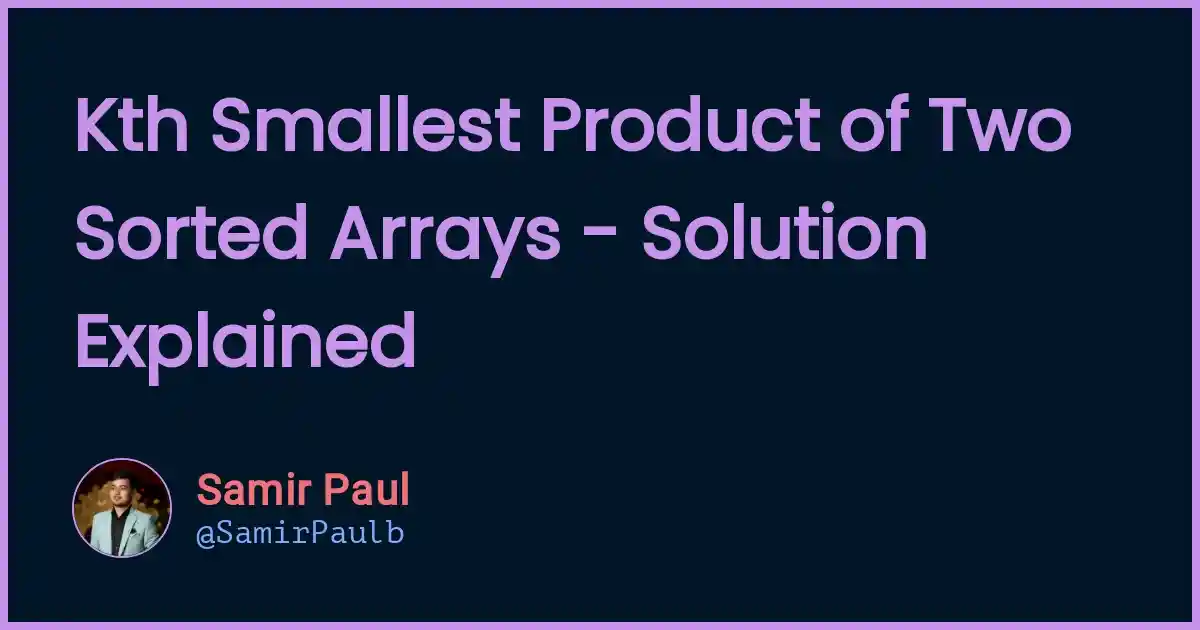 Kth Smallest Product of Two
Sorted Arrays - Solution
Explained
Samir Paul
@SamirPaulb